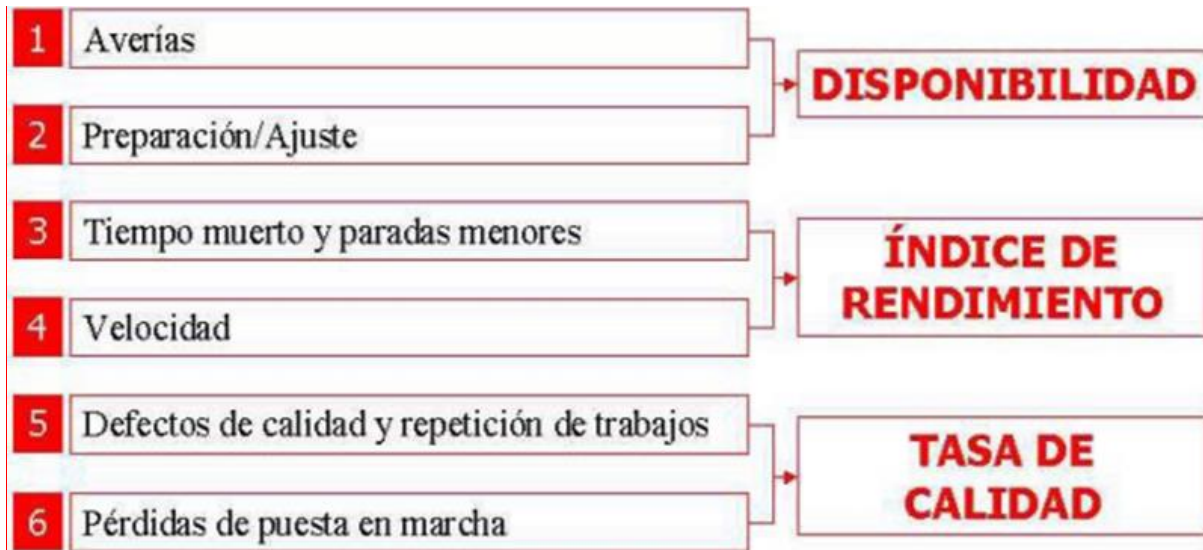 1 Averías
2 Preparación/Ajuste
DISPONIBILIDAD
3 Tiempo muerto y paradas menores
4 Velocidad
ÍNDICE DE
RENDIMIENTO
5 Defectos de calidad y repetición de trabajos
6 Pérdidas de puesta en marcha
TASA DE
CALIDAD